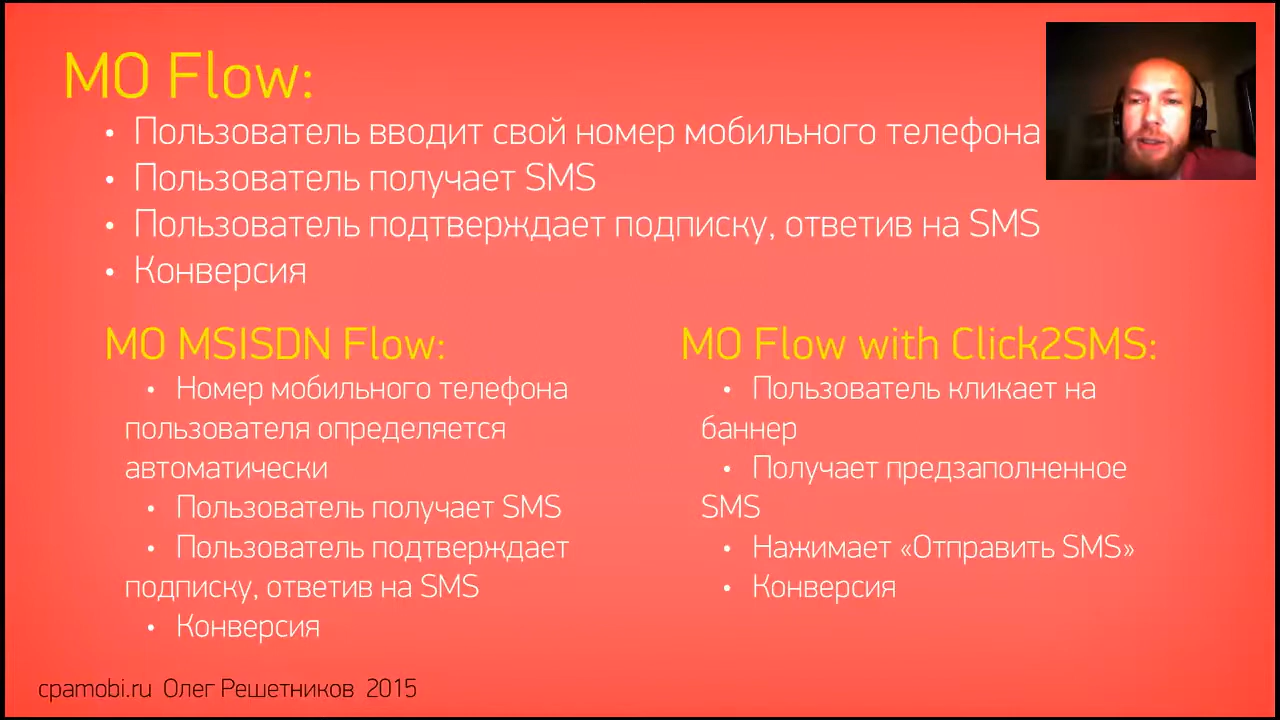 MO Flow:
• Пользователь вводит свой номер мобильного телефона
• Пользователь получает SMS
• Пользователь подтверждает подписку, ответив на SMS
• Конверсия
MO MSISDN Flow:
• Номер мобильного телефона
пользователя определяется
автоматически
• Пользователь получает SMS
• Пользователь подтверждает
подписку, ответив на SMS
• Конверсия
MO Flow with Click2SMS:
• Пользователь кликает на
баннер
• Получает предзаполненное
SMS
• Нажимает «Отправить SMS»
• Конверсия
cpamobi.ru Олег Решетников 2015